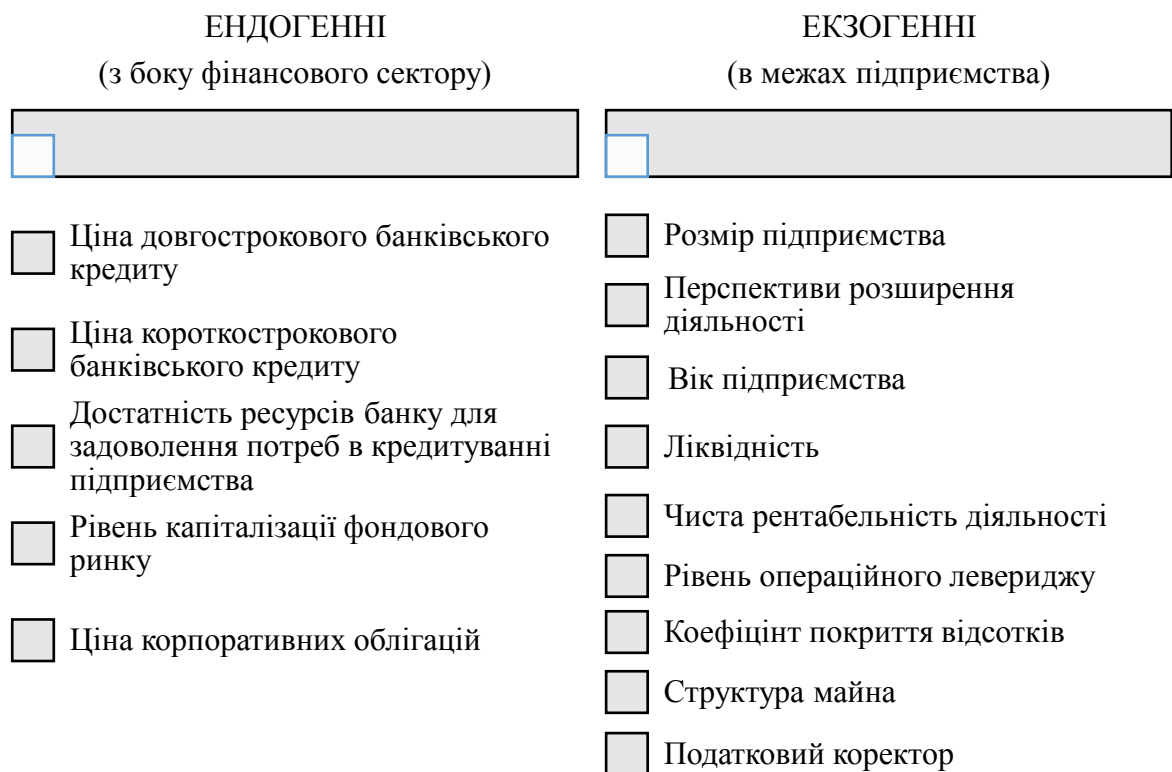 ЕНДОГЕННІ
(з боку фінансового сектору)
Ціна довгострокового банківського
кредиту
Ціна короткострокового
банківського кредиту
Достатність ресурсів банку для
задоволення потреб в кредитуванні
підприємства
Рівень капіталізації фондового
ринку
Ціна корпоративних облігацій
ЕКЗОГЕННІ
(в межах підприємства)
Розмір підприємства
Перспективи розширення
діяльності
Вік підприємства
Ліквідність
Чиста рентабельність діяльності
Рівень операційного левериджу
Коефіцінт покриття відсотків
Структура майна
Податковий коректор